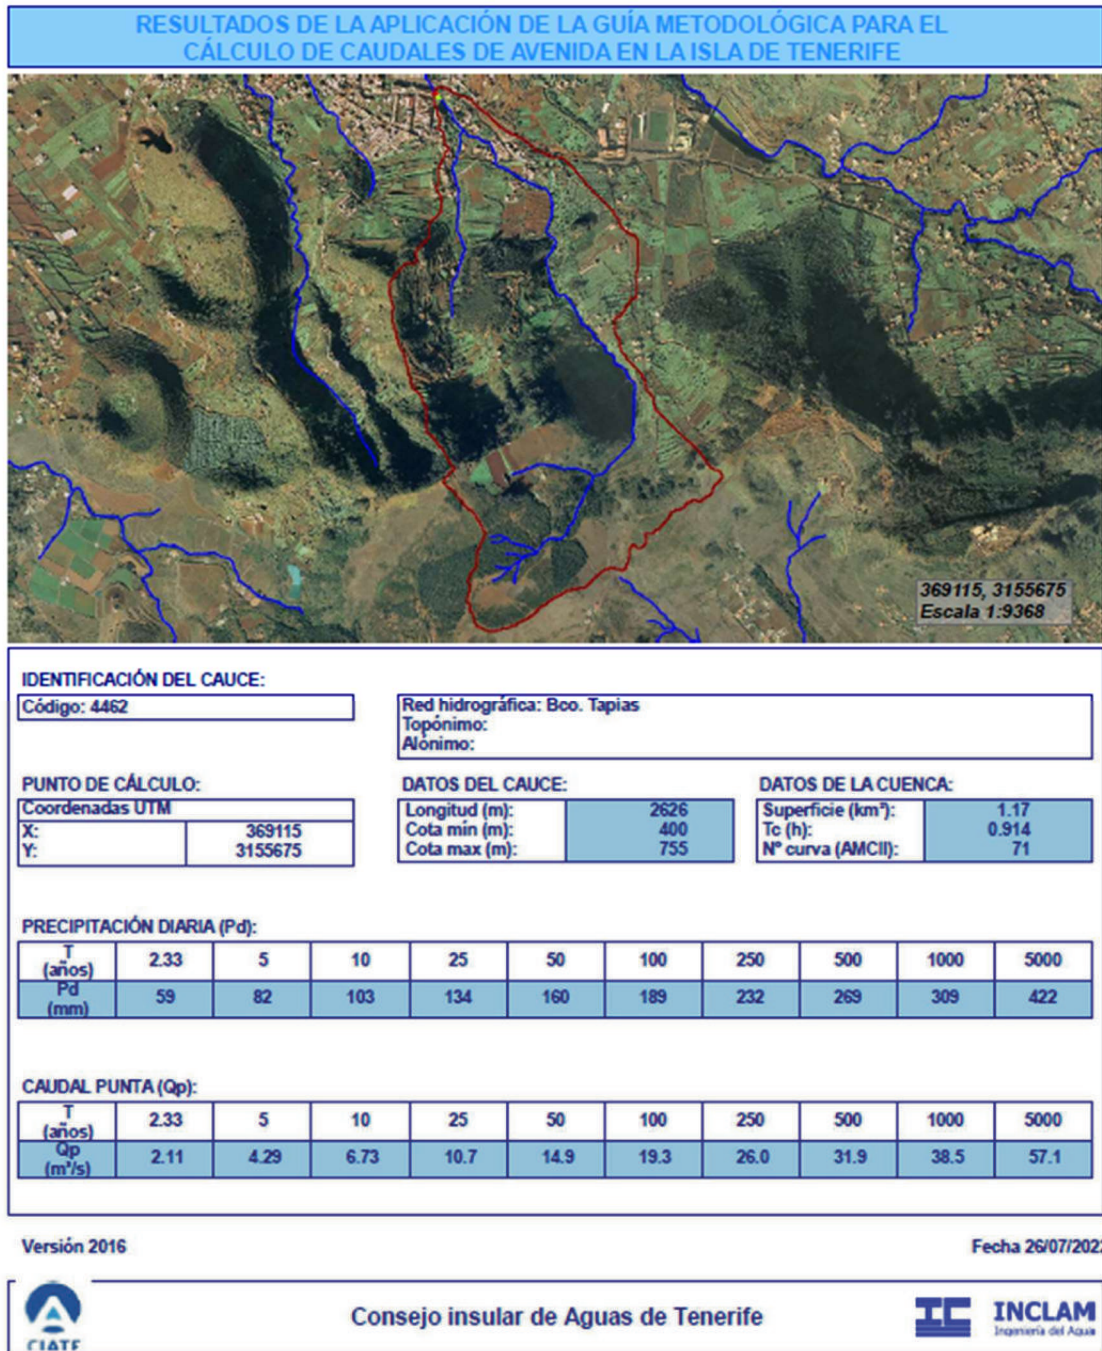 RESULTADOS DE LA APLICACIÓN DE LA GUÍA METODOLÓGICA PARA EL
CÁLCULO DE CAUDALES DE AVENIDA EN LA ISLA DE TENERIFE
369115, 3155675
Escala 1:9368
IDENTIFICACIÓN DEL CAUCE:
Código: 4462
Red hidrográfica: Bco. Tapias
Topónimo:
Alónimo:
PUNTO DE CÁLCULO:
Coordenadas UTM
X: 369115
Y: 3155675
DATOS DEL CAUCE:
Longitud (m): 2626
Cota mín (m): 400
Cota max (m): 755
DATOS DE LA CUENCA:
Superficie (km²): 1.17
Tc (h): 0.914
Nº curva (AMCII): 71
PRECIPITACIÓN DIARIA (Pd):
T (años) 2.33 5 10 25 50 100 250 500 1000 5000
Pd (mm) 59 82 103 134 160 189 232 269 309 422
CAUDAL PUNTA (Qp):
T (años) 2.33 5 10 25 50 100 250 500 1000 5000
Qp (m³/s) 2.11 4.29 6.73 10.7 14.9 19.3 26.0 31.9 38.5 57.1
Versión 2016
Fecha 26/07/2022
CIATF
Consejo insular de Aguas de Tenerife
IC INCLAM
Ingeniería del Agua